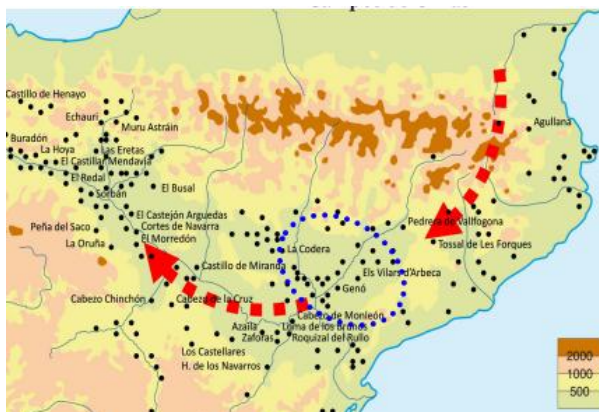 Castillo de Henayo
Echauri
Muru Astráin
Agullana
Buradón
La Hoya
Las Eretas
El Castillar Mendavia
El Redal
El Busal
Sorbán
El Castejón Arguedas
Peña del Saco
Cortes de Navarra
Pedrera de Vallfogona
La Oruña
El Morredón
La Codera
Tossal de Les Forques
Castillo de Miranda
Els Vilars d'Arbeca
Genó
Cabezo Chinchón
Cabezo de la Cruz
Cabezo de Monleón
Azaila
Loma de los Brunos
Zaforas
Roquizal del Rullo
Los Castellares
H. de los Navarros
2000
1000
500